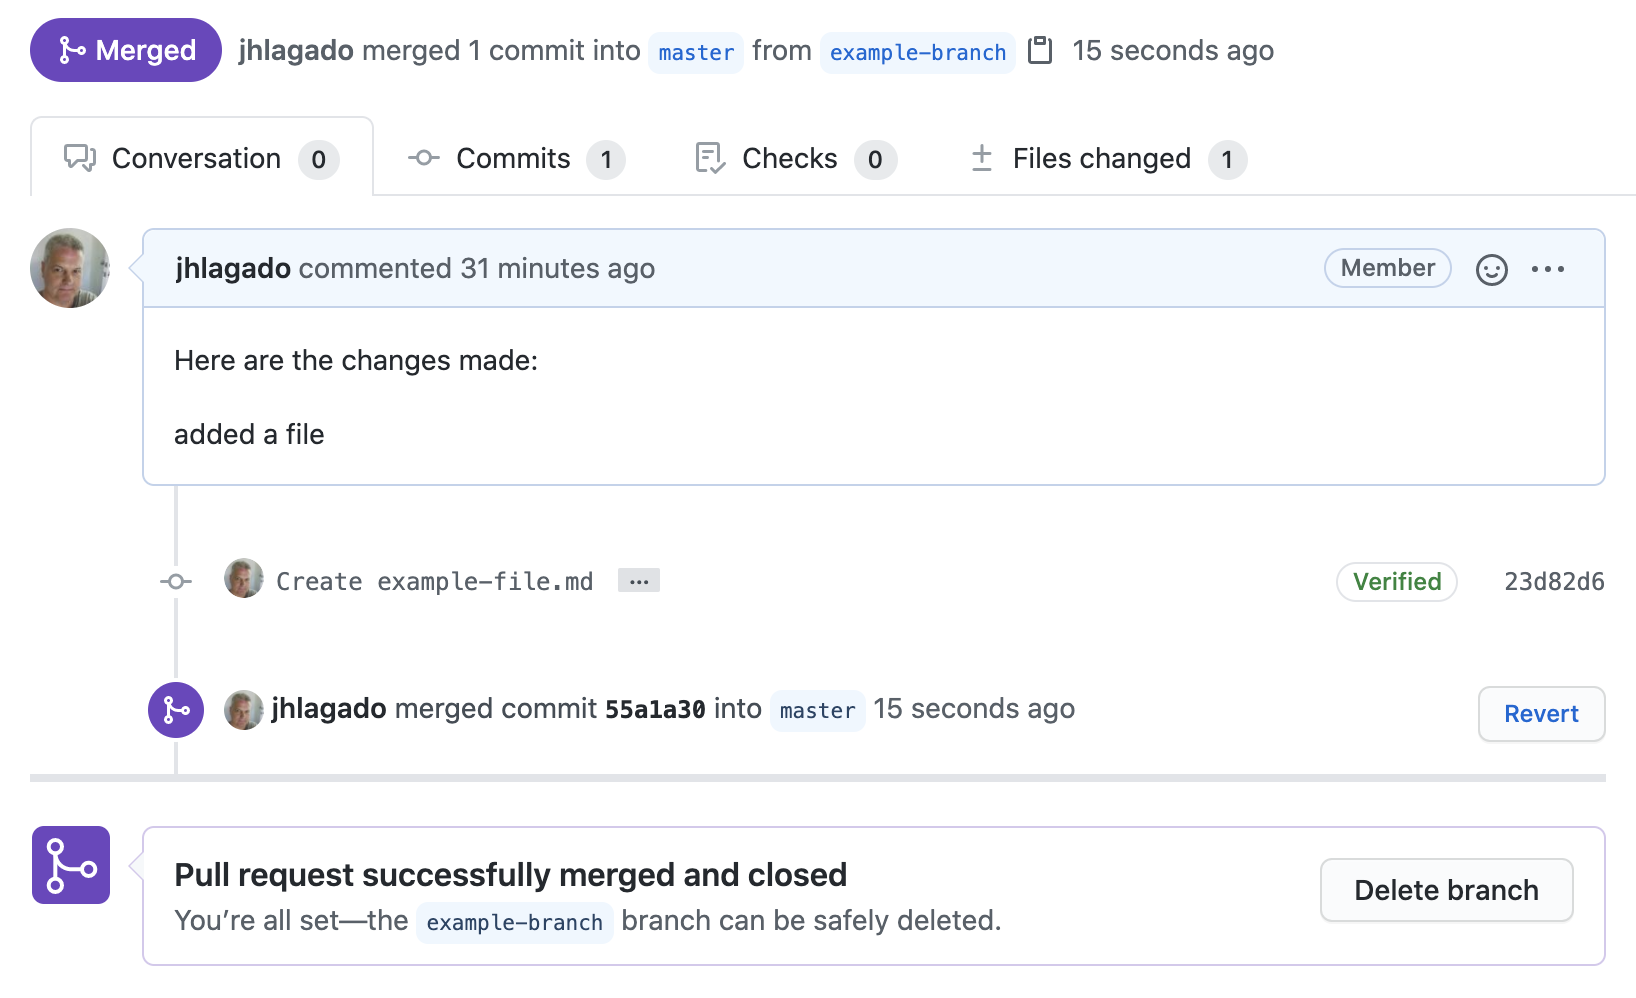 Merged jhlagado merged 1 commit into master from example-branch 15 seconds ago
Conversation 0 Commits 1 Checks 0 Files changed 1
jhlagado commented 31 minutes ago Member
Here are the changes made:
added a file
Create example-file.md … Verified 23d82d6
jhlagado merged commit 55a1a30 into master 15 seconds ago Revert
Pull request successfully merged and closed
You’re all set—the example-branch branch can be safely deleted.
Delete branch